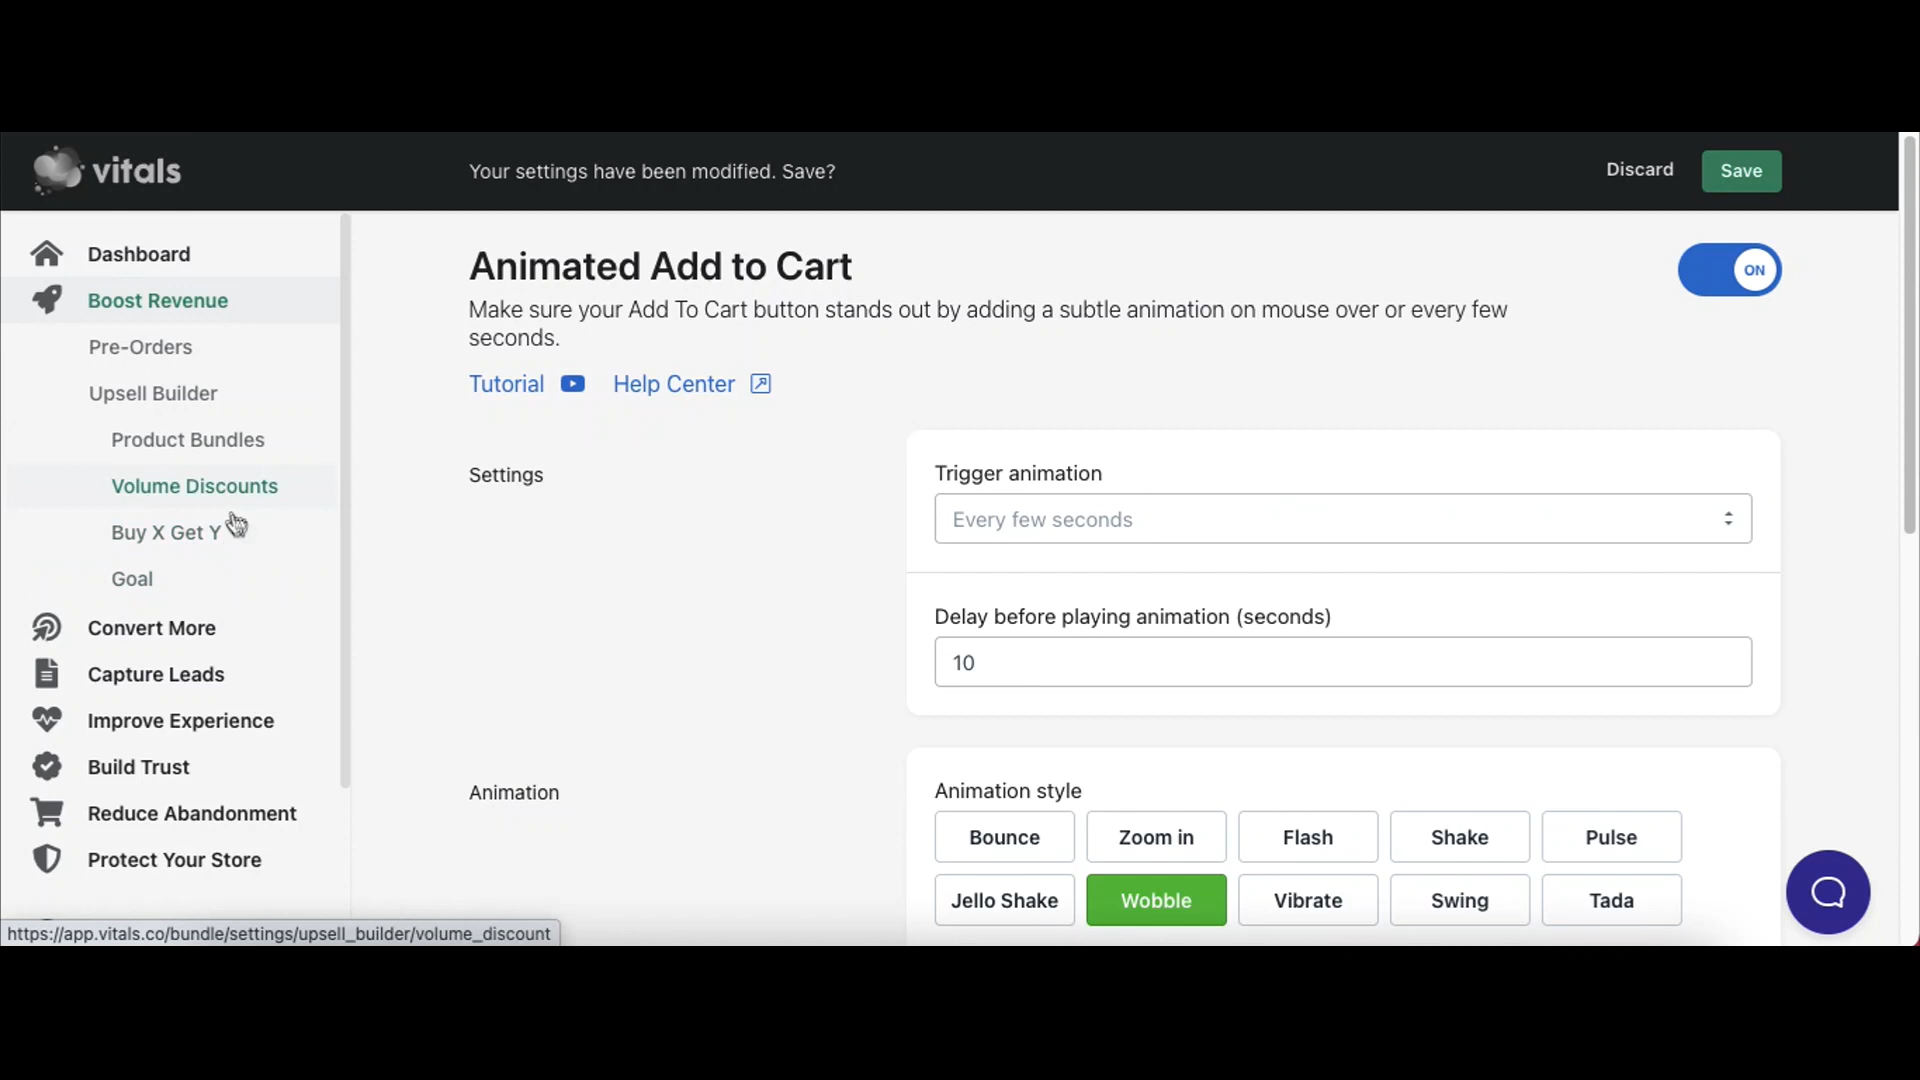 vitals
Your settings have been modified. Save?
Discard
Save
Dashboard
Boost Revenue
Pre-Orders
Upsell Builder
Product Bundles
Volume Discounts
Buy X Get Y
Goal
Convert More
Capture Leads
Improve Experience
Build Trust
Reduce Abandonment
Protect Your Store
https://app.vitals.co/bundle/settings/upsell_builder/volume_discount
Animated Add to Cart
ON
Make sure your Add To Cart button stands out by adding a subtle animation on mouse over or every few
seconds.
Tutorial
Help Center
Settings
Trigger animation
Every few seconds
Delay before playing animation (seconds)
10
Animation
Animation style
Bounce
Zoom in
Flash
Shake
Pulse
Jello Shake
Wobble
Vibrate
Swing
Tada